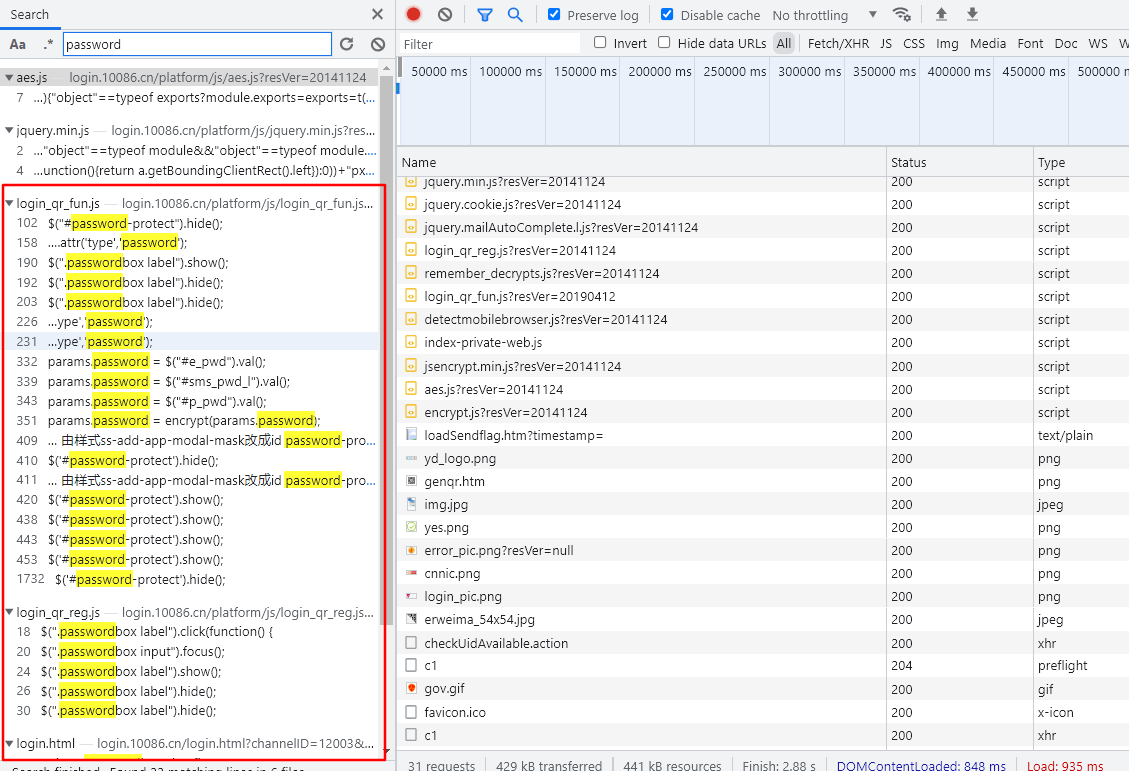 Search
Aa .* password
aes.js — login.10086.cn/platform/js/aes.js?resVer=20141124
7 ...){"object"==typeof exports?module.exports=exports=t(...
jquery.min.js — login.10086.cn/platform/js/jquery.min.js?res...
2 ..."object"==typeof module&&"object"==typeof module....
4 ...unction(){return a.getBoundingClientRect().left}):0))+"px...
login_qr_fun.js — login.10086.cn/platform/js/login_qr_fun.js...
102 $("#password-protect").hide();
158 ....attr('type','password');
190 $(".passwordbox label").show();
192 $(".passwordbox label").hide();
203 $(".passwordbox label").hide();
226 ...ype','password');
231 ...ype','password');
332 params.password = $("#e_pwd").val();
339 params.password = $("#sms_pwd_l").val();
343 params.password = $("#p_pwd").val();
351 params.password = encrypt(params.password);
409 ... 由样式ss-add-app-modal-mask改成id password-pro...
410 $('#password-protect').hide();
411 ... 由样式ss-add-app-modal-mask改成id password-pro...
420 $('#password-protect').show();
438 $('#password-protect').show();
443 $('#password-protect').show();
453 $('#password-protect').show();
1732 $('#password-protect').hide();
login_qr_reg.js — login.10086.cn/platform/js/login_qr_reg.js...
18 $(".passwordbox label").click(function() {
20 $(".passwordbox input").focus();
24 $(".passwordbox label").show();
26 $(".passwordbox label").hide();
30 $(".passwordbox label").hide();
login.html — login.10086.cn/login.html?channelID=12003&...
Preserve log Disable cache No throttling
Filter Invert Hide data URLs All Fetch/XHR JS CSS Img Media Font Doc WS W
50000 ms 100000 ms 150000 ms 200000 ms 250000 ms 300000 ms 350000 ms 400000 ms 450000 ms 500000 m
Name Status Type
jquery.min.js?resVer=20141124 200 script
jquery.cookie.js?resVer=20141124 200 script
jquery.mailAutoComplete.l.js?resVer=20141124 200 script
login_qr_reg.js?resVer=20141124 200 script
remember_decrypts.js?resVer=20141124 200 script
login_qr_fun.js?resVer=20190412 200 script
detectmobilebrowser.js?resVer=20141124 200 script
index-private-web.js 200 script
jsencrypt.min.js?resVer=20141124 200 script
aes.js?resVer=20141124 200 script
encrypt.js?resVer=20141124 200 script
loadSendflag.htm?timestamp= 200 text/plain
yd_logo.png 200 png
genqr.htm 200 png
img.jpg 200 jpeg
yes.png 200 png
error_pic.png?resVer=null 200 png
cnnic.png 200 png
login_pic.png 200 png
erweima_54x54.jpg 200 jpeg
checkUidAvailable.action 200 xhr
c1 204 preflight
gov.gif 200 gif
favicon.ico 200 x-icon
c1 200 xhr
31 requests 429 kB transferred 441 kB resources Finish: 2.88 s DOMContentLoaded: 848 ms Load: 935 ms